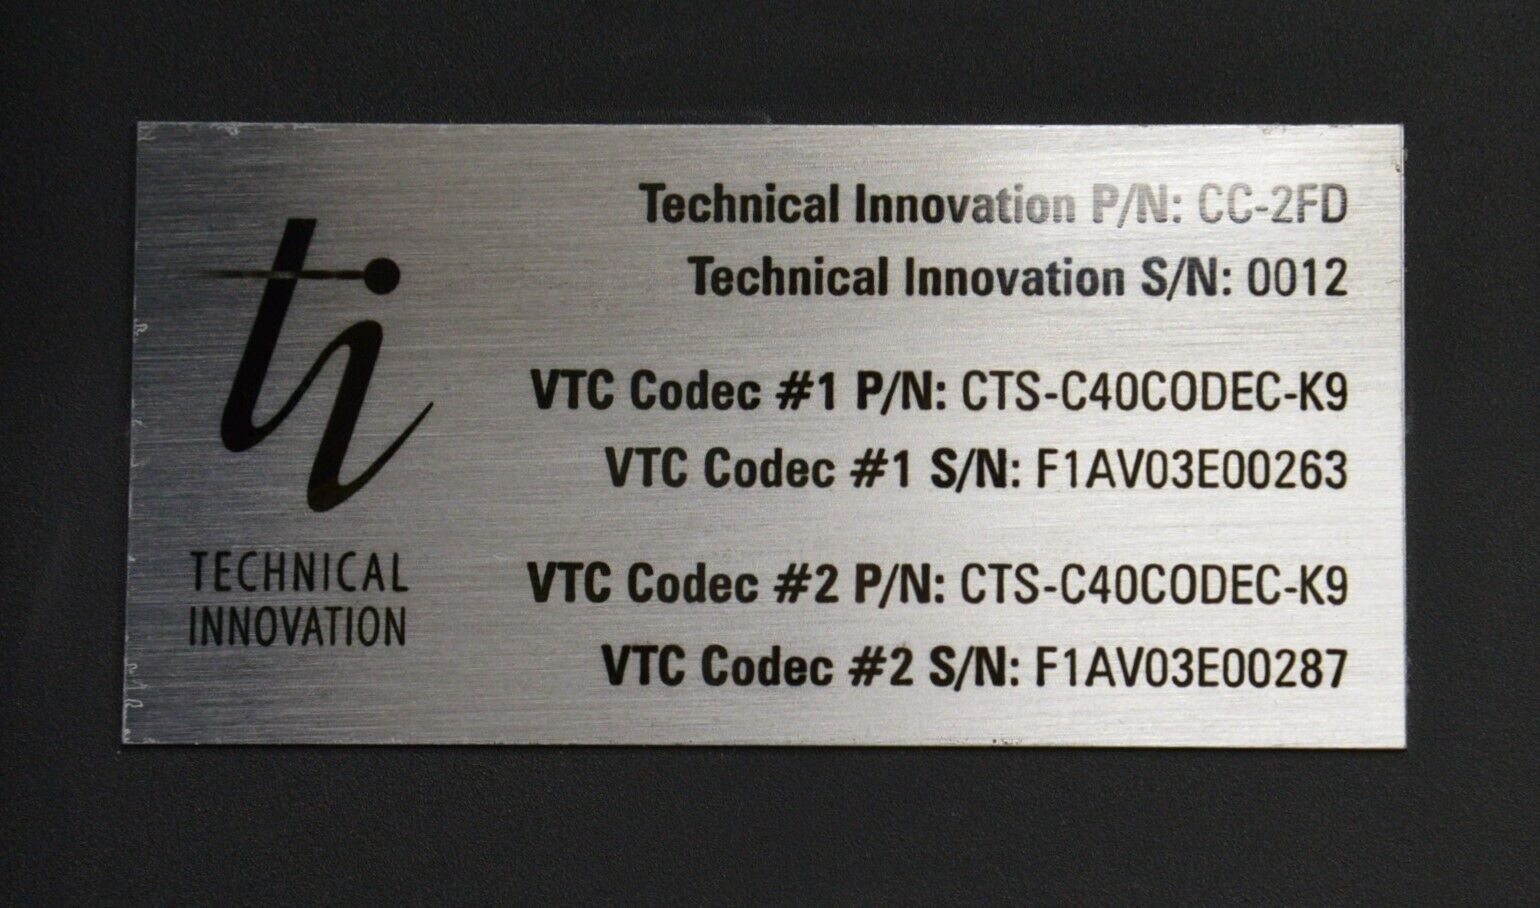 ti
TECHNICAL
INNOVATION
Technical Innovation P/N: CC-2FD
Technical Innovation S/N: 0012
VTC Codec #1 P/N: CTS-C40CODEC-K9
VTC Codec #1 S/N: F1AV03E00263
VTC Codec #2 P/N: CTS-C40CODEC-K9
VTC Codec #2 S/N: F1AV03E00287